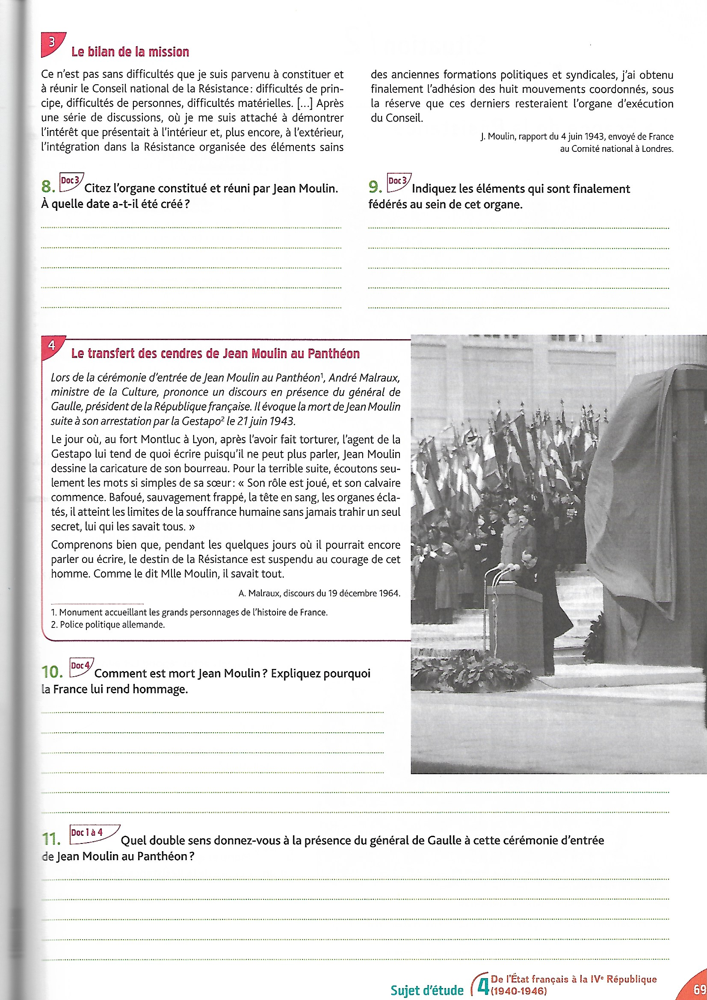 3
Le bilan de la mission
Ce n'est pas sans difficultés que je suis parvenu à constituer et
à réunir le Conseil national de la Résistance : difficultés de prin-
cipe, difficultés de personnes, difficultés matérielles. [...] Après
une série de discussions, où je me suis attaché à démontrer
l'intérêt que présentait à l'intérieur et, plus encore, à l'extérieur,
l'intégration dans la Résistance organisée des éléments sains
des anciennes formations politiques et syndicales, j'ai obtenu
finalement l'adhésion des huit mouvements coordonnés, sous
la réserve que ces derniers resteraient l'organe d'exécution
du Conseil.
J. Moulin, rapport du 4 juin 1943, envoyé de France
au Comité national à Londres.
8. Doc 3 Citez l'organe constitué et réuni par Jean Moulin.
À quelle date a-t-il été créé ?
9. Doc 3 Indiquez les éléments qui sont finalement
fédérés au sein de cet organe.
4
Le transfert des cendres de Jean Moulin au Panthéon
Lors de la cérémonie d'entrée de Jean Moulin au Panthéon¹, André Malraux,
ministre de la Culture, prononce un discours en présence du général de
Gaulle, président de la République française. Il évoque la mort de Jean Moulin
suite à son arrestation par la Gestapo² le 21 juin 1943.
Le jour où, au fort Montluc à Lyon, après l'avoir fait torturer, l'agent de la
Gestapo lui tend de quoi écrire puisqu'il ne peut plus parler, Jean Moulin
dessine la caricature de son bourreau. Pour la terrible suite, écoutons seu-
lement les mots si simples de sa sœur : « Son rôle est joué, et son calvaire
commence. Bafoué, sauvagement frappé, la tête en sang, les organes écla-
tés, il atteint les limites de la souffrance humaine sans jamais trahir un seul
secret, lui qui les savait tous. »
Comprenons bien que, pendant les quelques jours où il pourrait encore
parler ou écrire, le destin de la Résistance est suspendu au courage de cet
homme. Comme le dit Mlle Moulin, il savait tout.
A. Malraux, discours du 19 décembre 1964.
1. Monument accueillant les grands personnages de l'histoire de France.
2. Police politique allemande.
10. Doc 4 Comment est mort Jean Moulin ? Expliquez pourquoi
la France lui rend hommage.
11. Doc 1 à 4 Quel double sens donnez-vous à la présence du général de Gaulle à cette cérémonie d'entrée
de Jean Moulin au Panthéon ?
Sujet d'étude 4 De l'État français à la IVe République
(1940-1946)
69